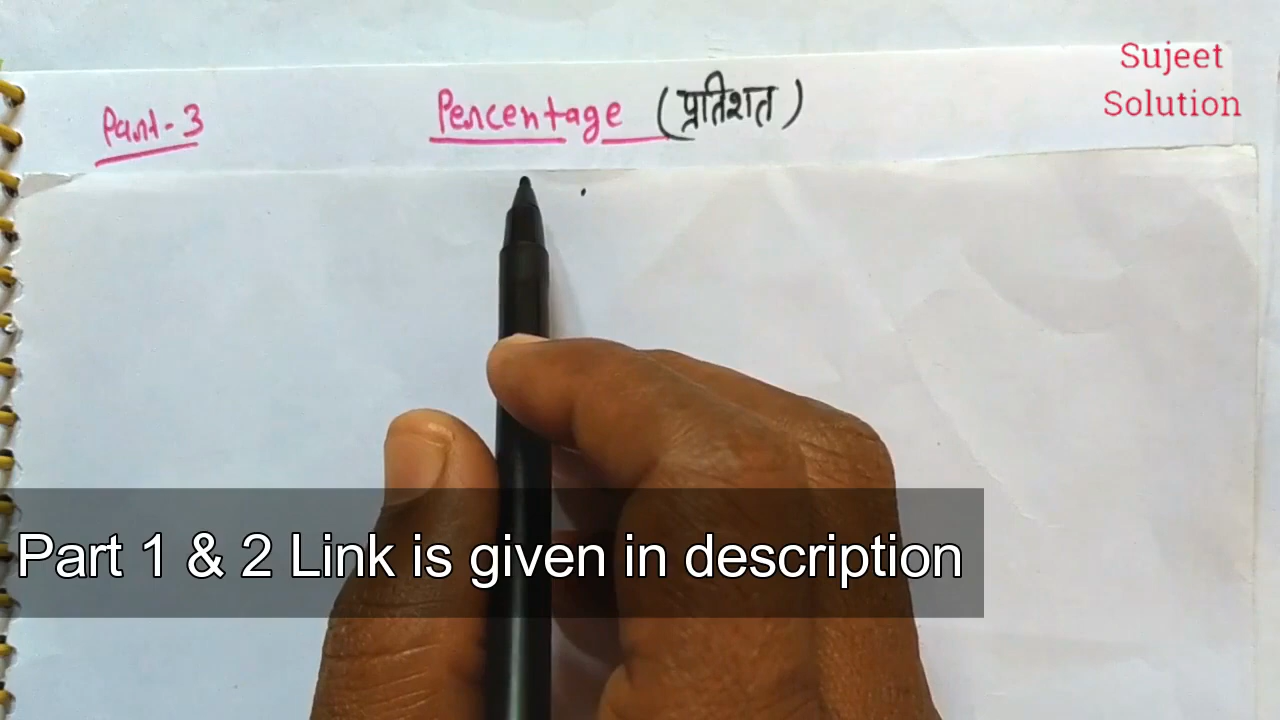 Part-3
Percentage (प्रतिशत)
Sujeet
Solution
Part 1 & 2 Link is given in description